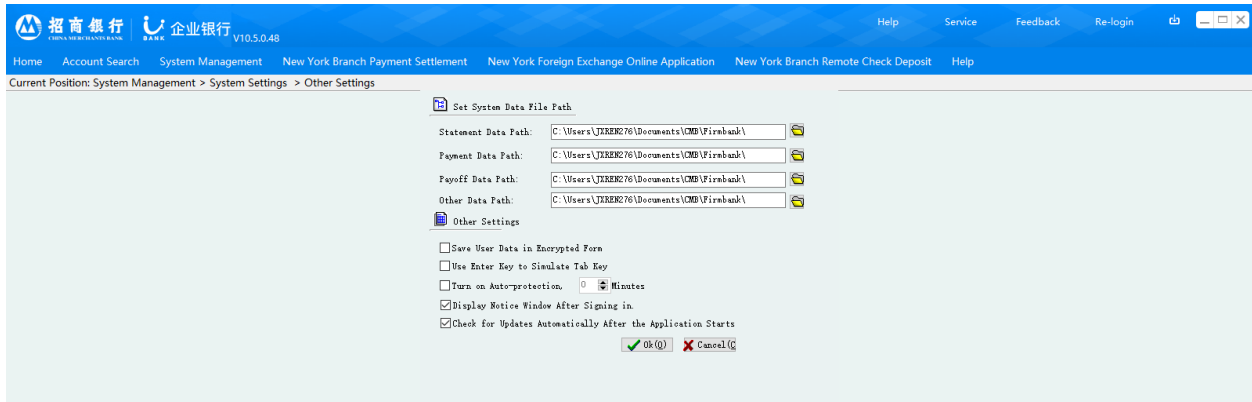 招商银行 企业银行 V10.5.0.48 Help Service Feedback Re-login
CHINA MERCHANTS BANK BANK
Home Account Search System Management New York Branch Payment Settlement New York Foreign Exchange Online Application New York Branch Remote Check Deposit Help
Current Position: System Management > System Settings > Other Settings
Set System Data File Path
Statement Data Path: C:\Users\JXREN276\Documents\CMB\Firmbank\
Payment Data Path: C:\Users\JXREN276\Documents\CMB\Firmbank\
Payoff Data Path: C:\Users\JXREN276\Documents\CMB\Firmbank\
Other Data Path: C:\Users\JXREN276\Documents\CMB\Firmbank\
Other Settings
Save User Data in Encrypted Form
Use Enter Key to Simulate Tab Key
Turn on Auto-protection, 0 Minutes
Display Notice Window After Signing in.
Check for Updates Automatically After the Application Starts
Ok(O) Cancel(C